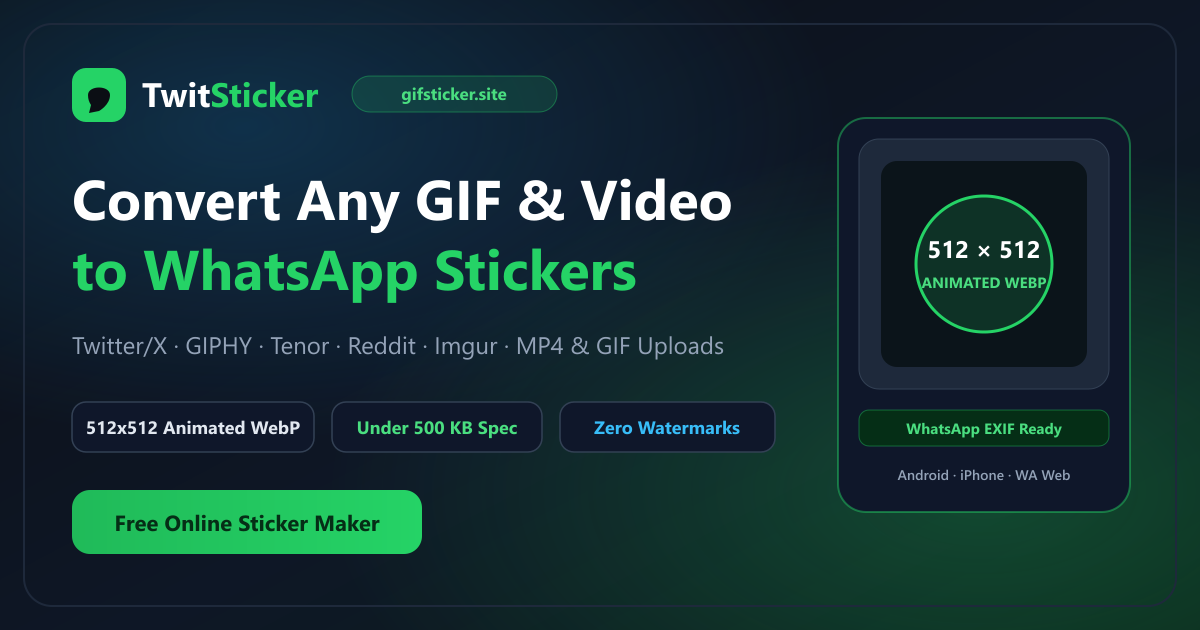 TwitSticker
gifsticker.site
Convert Any GIF & Video
to WhatsApp Stickers
Twitter/X · GIPHY · Tenor · Reddit · Imgur · MP4 & GIF Uploads
512x512 Animated WebP
Under 500 KB Spec
Zero Watermarks
Free Online Sticker Maker
512 × 512
ANIMATED WEBP
WhatsApp EXIF Ready
Android · iPhone · WA Web